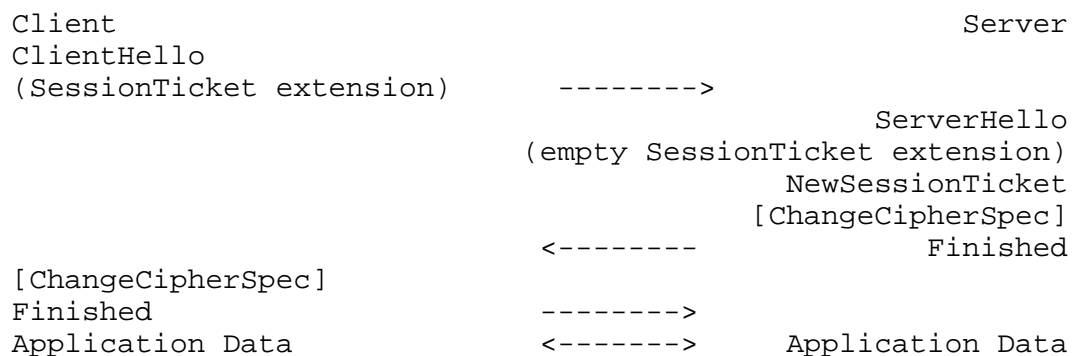 Client                                               Server
ClientHello
(SessionTicket extension)      -------->
                                                ServerHello
                            (empty SessionTicket extension)
                                           NewSessionTicket
                                         [ChangeCipherSpec]
                             <--------             Finished
[ChangeCipherSpec]
Finished                     -------->
Application Data             <------->     Application Data